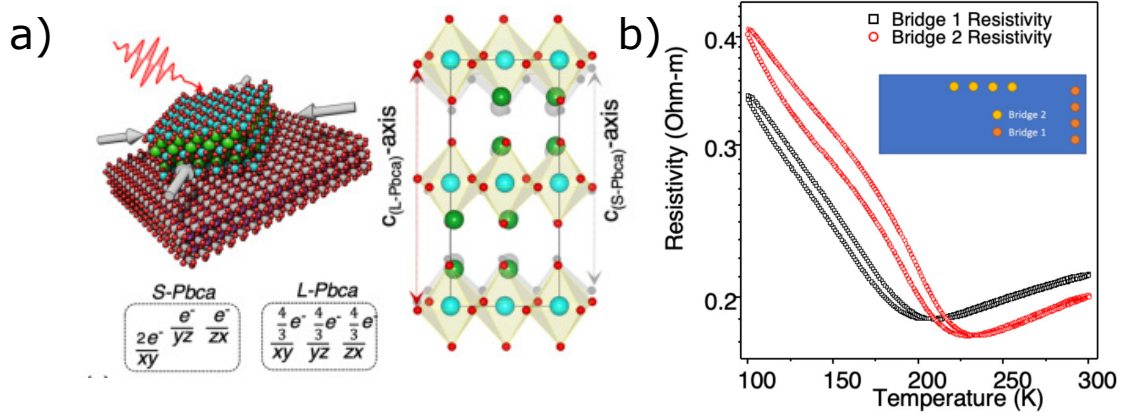 a)
c(L-Pbca)-axis
c(S-Pbca)-axis
S-Pbca
L-Pbca
2e-
xy
e-
yz
e-
zx
4/3 e-
xy
4/3 e-
yz
4/3 e-
zx
b)
Bridge 1 Resistivity
Bridge 2 Resistivity
Bridge 2
Bridge 1
Resistivity (Ohm-m)
0.4
0.3
0.2
100
150
200
250
300
Temperature (K)